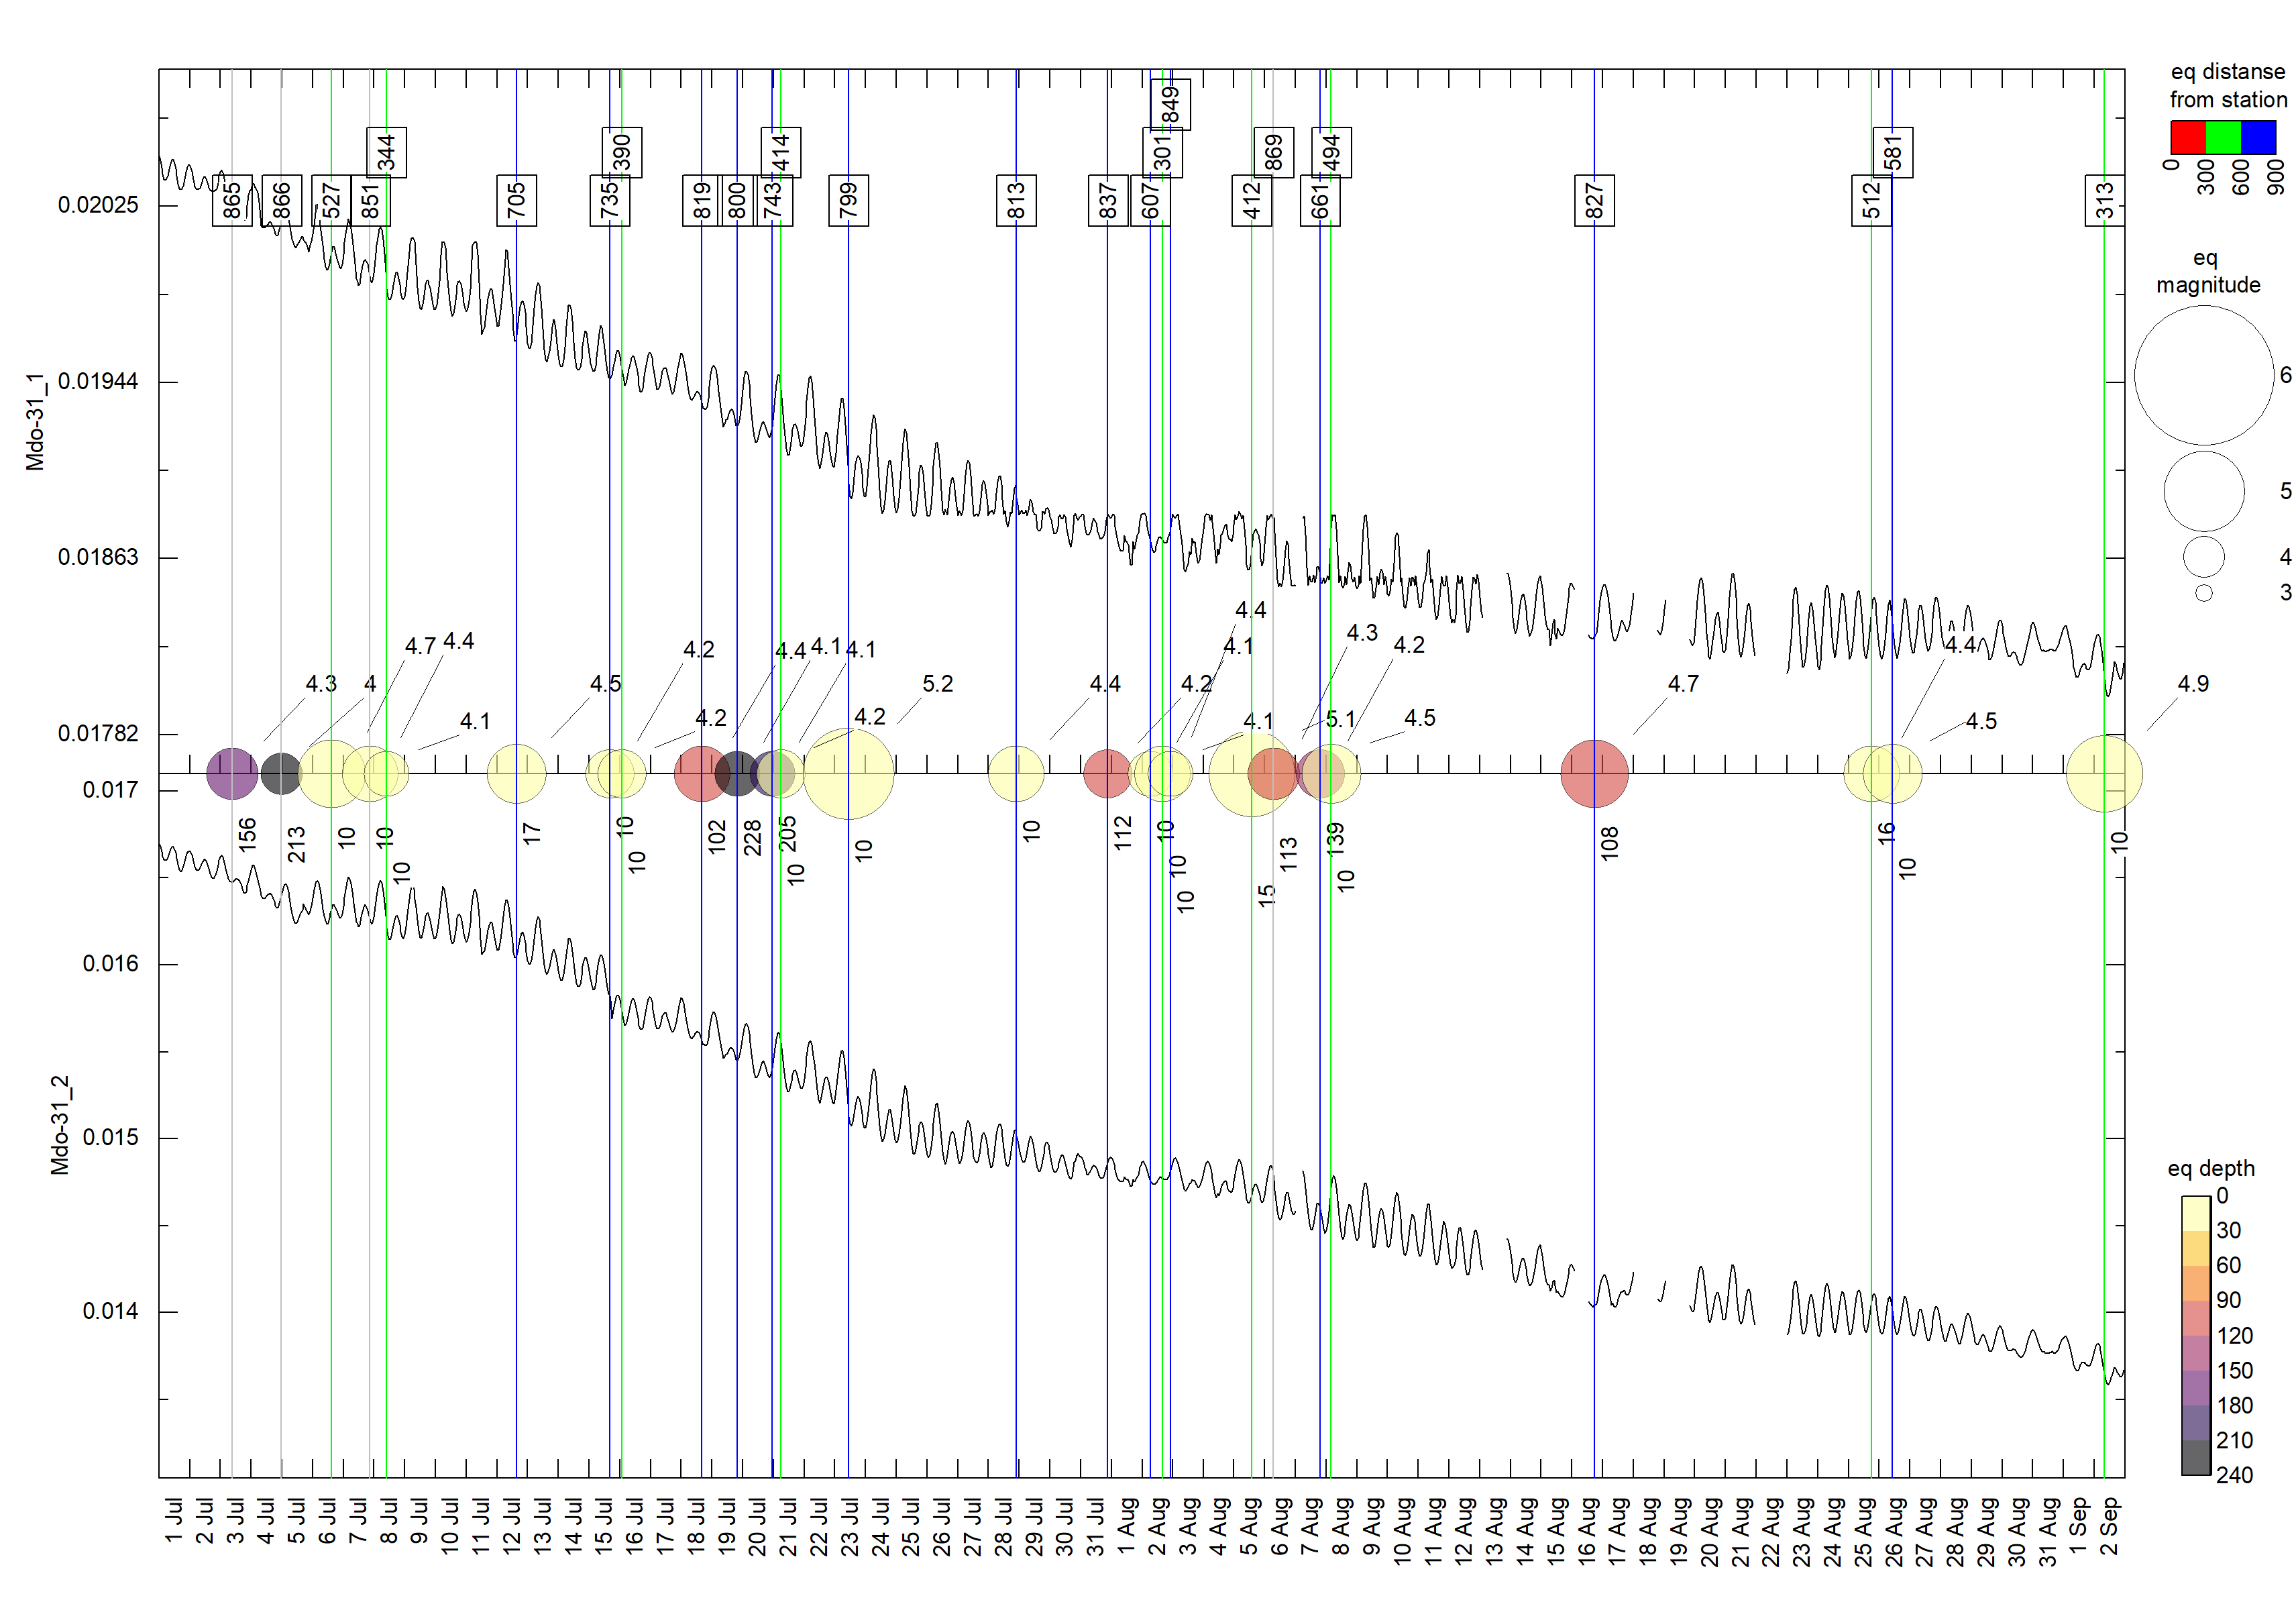 eq distanse
from station
0
300
600
900
849
344
390
414
301
869
494
581
865
866
527
851
705
735
819
800
743
799
813
837
607
412
661
827
512
313
0.02025
0.01944
0.01863
0.01782
Mdo-31_1
eq
magnitude
6
5
4
3
4.3
4
4.7
4.4
4.1
4.5
4.2
4.2
4.4
4.1
4.1
4.2
5.2
4.4
4.2
4.1
4.4
4.1
5.1
4.3
4.2
4.5
4.7
4.4
4.5
4.9
0.017
0.016
0.015
0.014
Mdo-31_2
156
213
10
10
10
17
10
10
102
228
205
10
10
10
112
10
10
10
15
113
139
10
108
16
10
10
eq depth
0
30
60
90
120
150
180
210
240
1 Jul
2 Jul
3 Jul
4 Jul
5 Jul
6 Jul
7 Jul
8 Jul
9 Jul
10 Jul
11 Jul
12 Jul
13 Jul
14 Jul
15 Jul
16 Jul
17 Jul
18 Jul
19 Jul
20 Jul
21 Jul
22 Jul
23 Jul
24 Jul
25 Jul
26 Jul
27 Jul
28 Jul
29 Jul
30 Jul
31 Jul
1 Aug
2 Aug
3 Aug
4 Aug
5 Aug
6 Aug
7 Aug
8 Aug
9 Aug
10 Aug
11 Aug
12 Aug
13 Aug
14 Aug
15 Aug
16 Aug
17 Aug
19 Aug
20 Aug
21 Aug
22 Aug
23 Aug
24 Aug
25 Aug
26 Aug
27 Aug
28 Aug
29 Aug
30 Aug
31 Aug
1 Sep
2 Sep